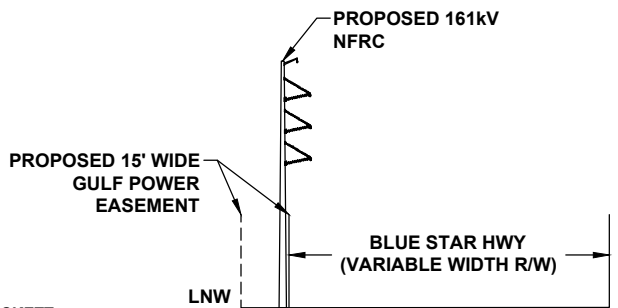 PROPOSED 161kV
NFRC
PROPOSED 15' WIDE
GULF POWER
EASEMENT
BLUE STAR HWY
(VARIABLE WIDTH R/W)
LNW